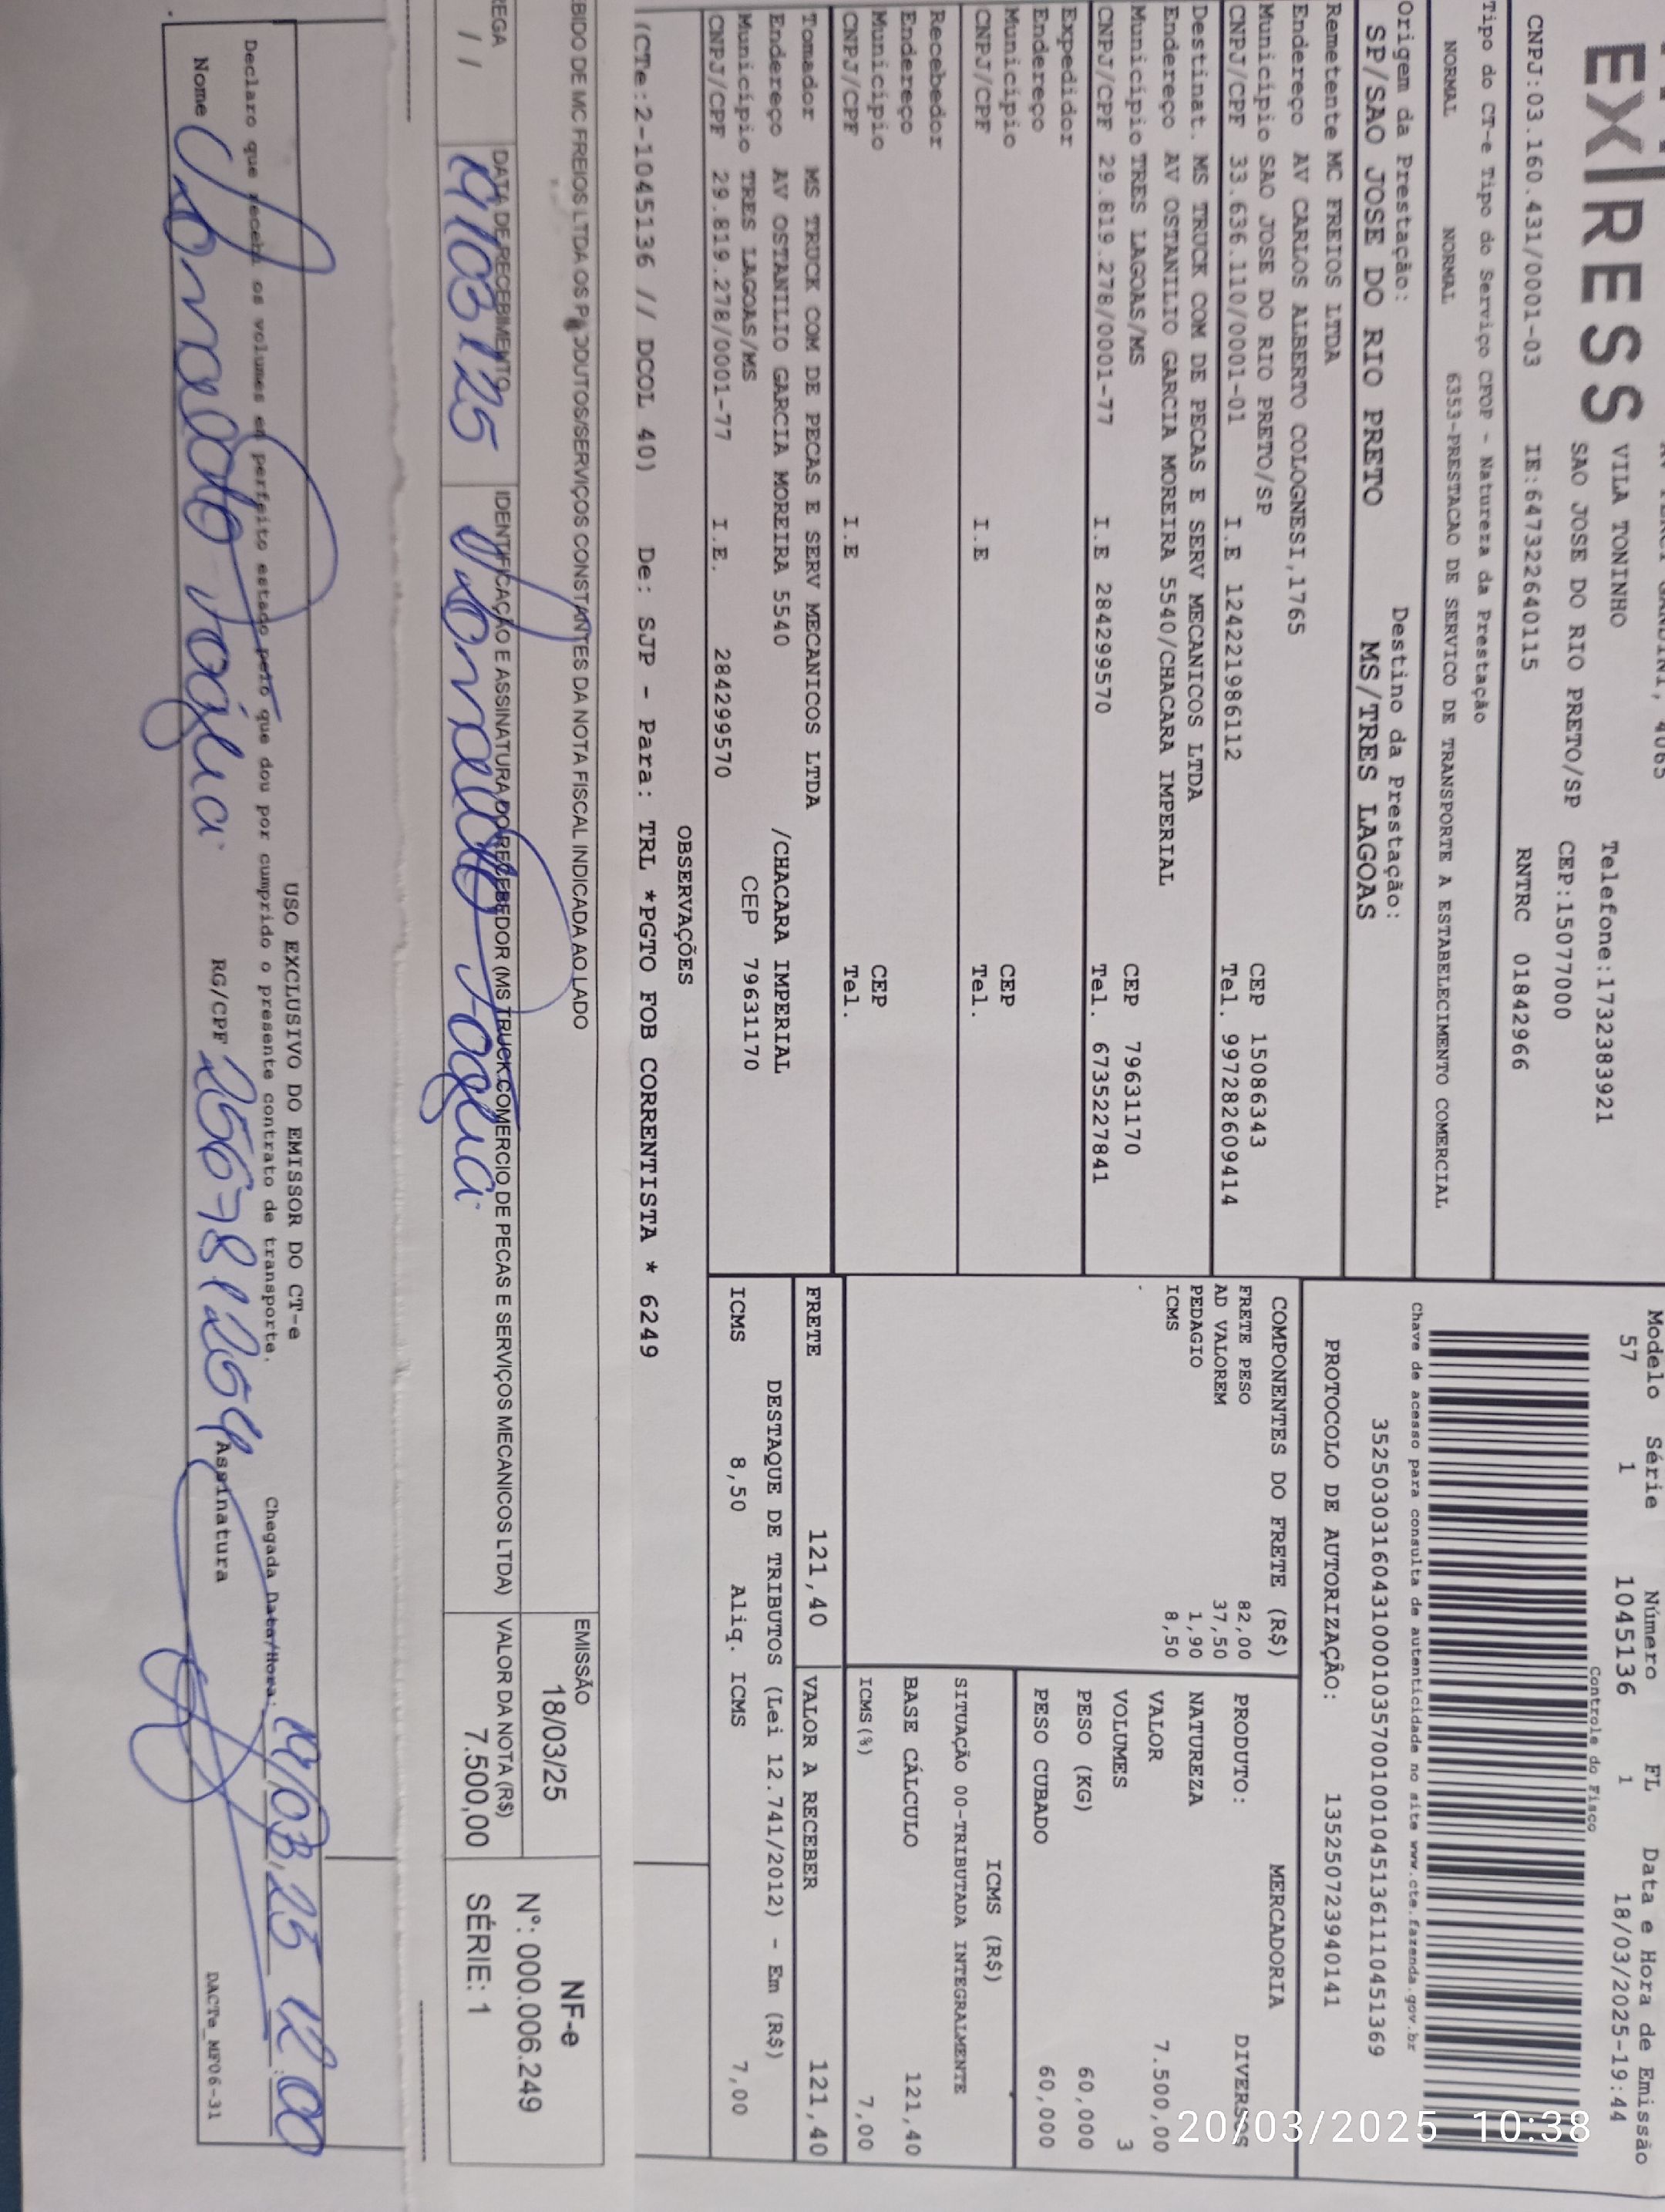 EX RESS
VILA TONINHO Telefone:1732383921
SAO JOSE DO RIO PRETO/SP CEP:15077000
CNPJ:03.160.431/0001-03 IE:647322640115 RNTRC 01842966
Modelo Série Número FL Data e Hora de Emissão
57 1 1045136 1 18/03/2025-19:44
Controle do Fisco
Tipo do CT-e Tipo do Serviço CFOP - Natureza da Prestação
NORMAL NORMAL 6353-PRESTACAO DE SERVICO DE TRANSPORTE A ESTABELECIMENTO COMERCIAL
Chave de acesso para consulta de autenticidade no site www.cte.fazenda.gov.br
35250303160431000103570010010451361110451369
Origem da Prestação: Destino da Prestação:
SP/SAO JOSE DO RIO PRETO MS/TRES LAGOAS
PROTOCOLO DE AUTORIZAÇÃO: 135250723940141
Remetente MC FREIOS LTDA
Endereço AV CARLOS ALBERTO COLOGNESI,1765
Município SAO JOSE DO RIO PRETO/SP CEP 15086343
CNPJ/CPF 33.636.110/0001-01 I.E 124221986112 Tel. 997282609414
Destinat. MS TRUCK COM DE PECAS E SERV MECANICOS LTDA
Endereço AV OSTANILIO GARCIA MOREIRA 5540/CHACARA IMPERIAL
Município TRES LAGOAS/MS CEP 79631170
CNPJ/CPF 29.819.278/0001-77 I.E 284299570 Tel. 6735227841
Expedidor
Endereço
Município CEP
CNPJ/CPF I.E Tel.
Recebedor
Endereço
Município CEP
CNPJ/CPF I.E Tel.
Tomador MS TRUCK COM DE PECAS E SERV MECANICOS LTDA
Endereço AV OSTANILIO GARCIA MOREIRA 5540 /CHACARA IMPERIAL
Município TRES LAGOAS/MS CEP 79631170
CNPJ/CPF 29.819.278/0001-77 I.E. 284299570
COMPONENTES DO FRETE (R$)
FRETE PESO 82,00
AD VALOREM 37,50
PEDAGIO 1,90
ICMS 8,50
MERCADORIA
PRODUTO: DIVERSOS
NATUREZA
VALOR 7.500,00
VOLUMES 3
PESO (KG) 60,000
PESO CUBADO 60,000
ICMS (R$)
SITUAÇÃO 00-TRIBUTADA INTEGRALMENTE
BASE CÁLCULO 121,40
ICMS(%) 7,00
FRETE 121,40 VALOR A RECEBER 121,40
DESTAQUE DE TRIBUTOS (Lei 12.741/2012) - Em (R$)
ICMS 8,50 Aliq. ICMS 7,00
OBSERVAÇÕES
(CTe:2-1045136 // DCOL 40) De: SJP - Para: TRL *PGTO FOB CORRENTISTA * 6249
BIDO DE MC FREIOS LTDA OS PRODUTOS/SERVIÇOS CONSTANTES DA NOTA FISCAL INDICADA AO LADO
EMISSÃO
18/03/25
NF-e
Nº: 000.006.249
SÉRIE: 1
REGA
/ /
DATA DE RECEBIMENTO
19/03/25
IDENTIFICAÇÃO E ASSINATURA DO RECEBEDOR (MS TRUCK COMERCIO DE PECAS E SERVIÇOS MECANICOS LTDA)
VALOR DA NOTA (R$)
7.500,00
USO EXCLUSIVO DO EMISSOR DO CT-e
Declaro que recebi os volumes em perfeito estado pelo que dou por cumprido o presente contrato de transporte. Chegada Data/Hora: 19/03/25 11:00
Nome RG/CPF Assinatura
DACTe_MF06-31
20/03/2025 10:38